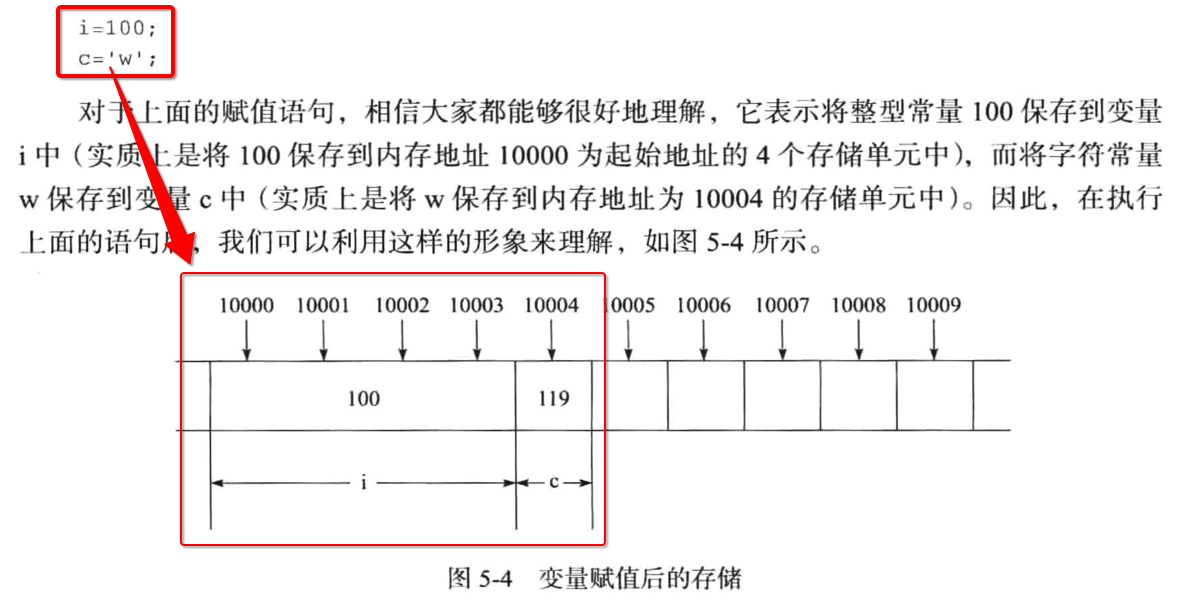 i=100;
c='w';
对于上面的赋值语句，相信大家都能够很好地理解，它表示将整型常量 100 保存到变量
i 中（实质上是将 100 保存到内存地址 10000 为起始地址的 4 个存储单元中），而将字符常量
w 保存到变量 c 中（实质上是将 w 保存到内存地址为 10004 的存储单元中）。因此，在执行
上面的语句后，我们可以利用这样的形象来理解，如图 5-4 所示。
10000 10001 10002 10003 10004 10005 10006 10007 10008 10009
100 119
i c
图 5-4 变量赋值后的存储